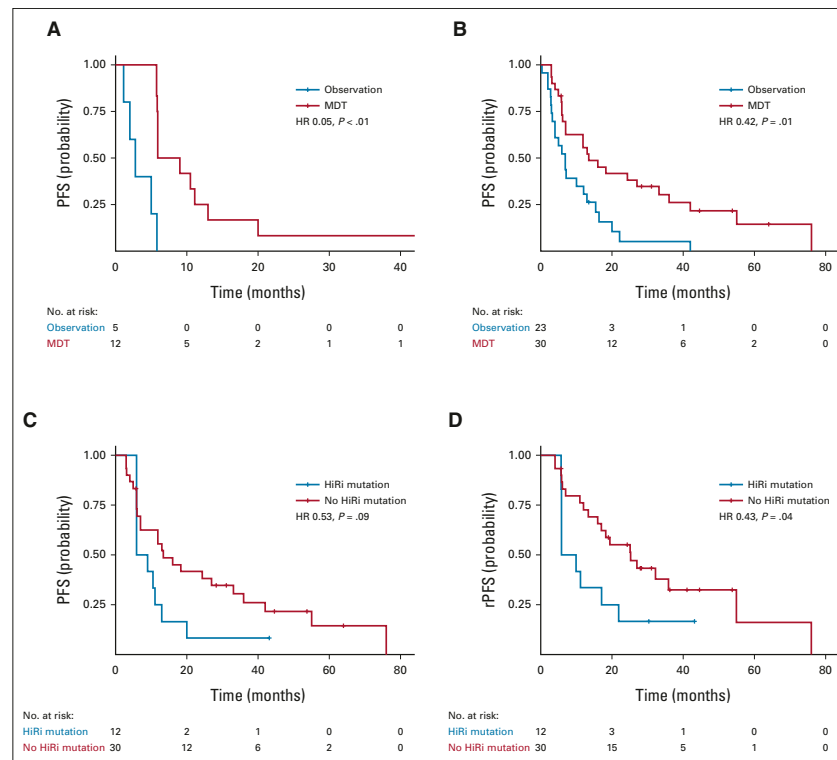 A
PFS (probability)
1.00
0.75
0.50
0.25
Observation
MDT
HR 0.05, P < .01
0 10 20 30 40
Time (months)
No. at risk:
Observation 5 0 0 0 0
MDT 12 5 2 1 1
B
PFS (probability)
1.00
0.75
0.50
0.25
Observation
MDT
HR 0.42, P = .01
0 20 40 60 80
Time (months)
No. at risk:
Observation 23 3 1 0 0
MDT 30 12 6 2 0
C
PFS (probability)
1.00
0.75
0.50
0.25
HiRi mutation
No HiRi mutation
HR 0.53, P = .09
0 20 40 60 80
Time (months)
No. at risk:
HiRi mutation 12 2 1 0 0
No HiRi mutation 30 12 6 2 0
D
rPFS (probability)
1.00
0.75
0.50
0.25
HiRi mutation
No HiRi mutation
HR 0.43, P = .04
0 20 40 60 80
Time (months)
No. at risk:
HiRi mutation 12 3 1 0 0
No HiRi mutation 30 15 5 1 0